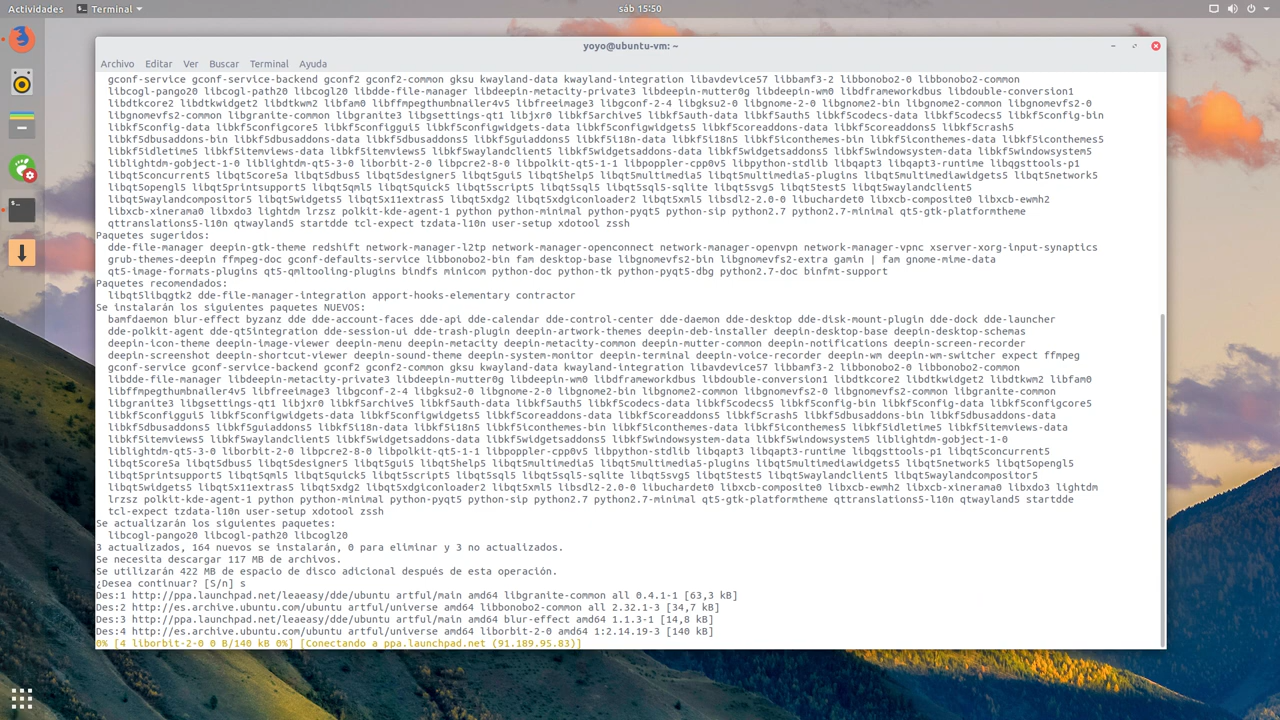 Actividades
Terminal
sáb 15:50
yoyo@ubuntu-vm: ~
Archivo Editar Ver Buscar Terminal Ayuda
gconf-service gconf-service-backend gconf2 gconf2-common gksu kwayland-data kwayland-integration libavdevice57 libbamf3-2 libbonobo2-0 libbonobo2-common
libcogl-pango20 libcogl-path20 libcogl20 libdde-file-manager libdeepin-metacity-private3 libdeepin-mutter0g libdeepin-wm0 libdframeworkdbus libdouble-conversion1
libdtkcore2 libdtkwidget2 libdtkwm2 libfam0 libffmpegthumbnailer4v5 libfreeimage3 libgconf-2-4 libgksu2-0 libgnome-2-0 libgnome2-bin libgnome2-common libgnomevfs2-0
libgnomevfs2-common libgranite-common libgranite3 libgsettings-qt1 libjxr0 libkf5archive5 libkf5auth-data libkf5auth5 libkf5codecs-data libkf5codecs5 libkf5config-bin
libkf5config-data libkf5configcore5 libkf5configgui5 libkf5configwidgets-data libkf5configwidgets5 libkf5coreaddons-data libkf5coreaddons5 libkf5crash5
libkf5dbusaddons-bin libkf5dbusaddons-data libkf5dbusaddons5 libkf5guiaddons5 libkf5i18n-data libkf5i18n5 libkf5iconthemes-bin libkf5iconthemes-data libkf5iconthemes5
libkf5idletime5 libkf5itemviews-data libkf5itemviews5 libkf5waylandclient5 libkf5widgetsaddons-data libkf5widgetsaddons5 libkf5windowsystem-data libkf5windowsystem5
liblightdm-gobject-1-0 liblightdm-qt5-3-0 liborbit-2-0 libpcre2-8-0 libpolkit-qt5-1-1 libpoppler-cpp0v5 libpython-stdlib libqapt3 libqapt3-runtime libqgsttools-p1
libqt5concurrent5 libqt5core5a libqt5dbus5 libqt5designer5 libqt5gui5 libqt5help5 libqt5multimedia5 libqt5multimedia5-plugins libqt5multimediawidgets5 libqt5network5
libqt5opengl5 libqt5printsupport5 libqt5qml5 libqt5quick5 libqt5script5 libqt5sql5 libqt5sql5-sqlite libqt5svg5 libqt5test5 libqt5waylandclient5
libqt5waylandcompositor5 libqt5widgets5 libqt5x11extras5 libqt5xdg2 libqt5xdgiconloader2 libqt5xml5 libsdl2-2.0-0 libuchardet0 libxcb-composite0 libxcb-ewmh2
libxcb-xinerama0 libxdo3 lightdm lrzsz polkit-kde-agent-1 python python-minimal python-pyqt5 python-sip python2.7 python2.7-minimal qt5-gtk-platformtheme
qttranslations5-l10n qtwayland5 startdde tcl-expect tzdata-l10n user-setup xdotool zssh
Paquetes sugeridos:
dde-file-manager deepin-gtk-theme redshift network-manager-l2tp network-manager-openconnect network-manager-openvpn network-manager-vpnc xserver-xorg-input-synaptics
grub-themes-deepin ffmpeg-doc gconf-defaults-service libbonobo2-bin fam desktop-base libgnomevfs2-bin libgnomevfs2-extra gamin | fam gnome-mime-data
qt5-image-formats-plugins qt5-qmltooling-plugins bindfs minicom python-doc python-tk python-pyqt5-dbg python2.7-doc binfmt-support
Paquetes recomendados:
libqt5libqgtk2 dde-file-manager-integration apport-hooks-elementary contractor
Se instalarán los siguientes paquetes NUEVOS:
bamfdaemon blur-effect byzanz dde dde-account-faces dde-api dde-calendar dde-control-center dde-daemon dde-desktop dde-disk-mount-plugin dde-dock dde-launcher
dde-polkit-agent dde-qt5integration dde-session-ui dde-trash-plugin deepin-artwork-themes deepin-deb-installer deepin-desktop-base deepin-desktop-schemas
deepin-icon-theme deepin-image-viewer deepin-menu deepin-metacity deepin-metacity-common deepin-mutter-common deepin-notifications deepin-screen-recorder
deepin-screenshot deepin-shortcut-viewer deepin-sound-theme deepin-system-monitor deepin-terminal deepin-voice-recorder deepin-wm deepin-wm-switcher expect ffmpeg
gconf-service gconf-service-backend gconf2 gconf2-common gksu kwayland-data kwayland-integration libavdevice57 libbamf3-2 libbonobo2-0 libbonobo2-common
libdde-file-manager libdeepin-metacity-private3 libdeepin-mutter0g libdeepin-wm0 libdframeworkdbus libdouble-conversion1 libdtkcore2 libdtkwidget2 libdtkwm2 libfam0
libffmpegthumbnailer4v5 libfreeimage3 libgconf-2-4 libgksu2-0 libgnome-2-0 libgnome2-bin libgnome2-common libgnomevfs2-0 libgnomevfs2-common libgranite-common
libgranite3 libgsettings-qt1 libjxr0 libkf5archive5 libkf5auth-data libkf5auth5 libkf5codecs-data libkf5codecs5 libkf5config-bin libkf5config-data libkf5configcore5
libkf5configgui5 libkf5configwidgets-data libkf5configwidgets5 libkf5coreaddons-data libkf5coreaddons5 libkf5crash5 libkf5dbusaddons-bin libkf5dbusaddons-data
libkf5dbusaddons5 libkf5guiaddons5 libkf5i18n-data libkf5i18n5 libkf5iconthemes-bin libkf5iconthemes-data libkf5iconthemes5 libkf5idletime5 libkf5itemviews-data
libkf5itemviews5 libkf5waylandclient5 libkf5widgetsaddons-data libkf5widgetsaddons5 libkf5windowsystem-data libkf5windowsystem5 liblightdm-gobject-1-0
liblightdm-qt5-3-0 liborbit-2-0 libpcre2-8-0 libpolkit-qt5-1-1 libpoppler-cpp0v5 libpython-stdlib libqapt3 libqapt3-runtime libqgsttools-p1 libqt5concurrent5
libqt5core5a libqt5dbus5 libqt5designer5 libqt5gui5 libqt5help5 libqt5multimedia5 libqt5multimedia5-plugins libqt5multimediawidgets5 libqt5network5 libqt5opengl5
libqt5printsupport5 libqt5qml5 libqt5quick5 libqt5script5 libqt5sql5 libqt5sql5-sqlite libqt5svg5 libqt5test5 libqt5waylandclient5 libqt5waylandcompositor5
libqt5widgets5 libqt5x11extras5 libqt5xdg2 libqt5xdgiconloader2 libqt5xml5 libsdl2-2.0-0 libuchardet0 libxcb-composite0 libxcb-ewmh2 libxcb-xinerama0 libxdo3 lightdm
lrzsz polkit-kde-agent-1 python python-minimal python-pyqt5 python-sip python2.7 python2.7-minimal qt5-gtk-platformtheme qttranslations5-l10n qtwayland5 startdde
tcl-expect tzdata-l10n user-setup xdotool zssh
Se actualizarán los siguientes paquetes:
libcogl-pango20 libcogl-path20 libcogl20
3 actualizados, 164 nuevos se instalarán, 0 para eliminar y 3 no actualizados.
Se necesita descargar 117 MB de archivos.
Se utilizarán 422 MB de espacio de disco adicional después de esta operación.
¿Desea continuar? [S/n] s
Des:1 http://ppa.launchpad.net/leaeasy/dde/ubuntu artful/main amd64 libgranite-common all 0.4.1-1 [63,3 kB]
Des:2 http://es.archive.ubuntu.com/ubuntu artful/universe amd64 libbonobo2-common all 2.32.1-3 [34,7 kB]
Des:3 http://ppa.launchpad.net/leaeasy/dde/ubuntu artful/main amd64 blur-effect amd64 1.1.3-1 [14,8 kB]
Des:4 http://es.archive.ubuntu.com/ubuntu artful/universe amd64 liborbit-2-0 amd64 1:2.14.19-3 [140 kB]
0% [4 liborbit-2-0 0 B/140 kB 0%] [Conectando a ppa.launchpad.net (91.189.95.83)]